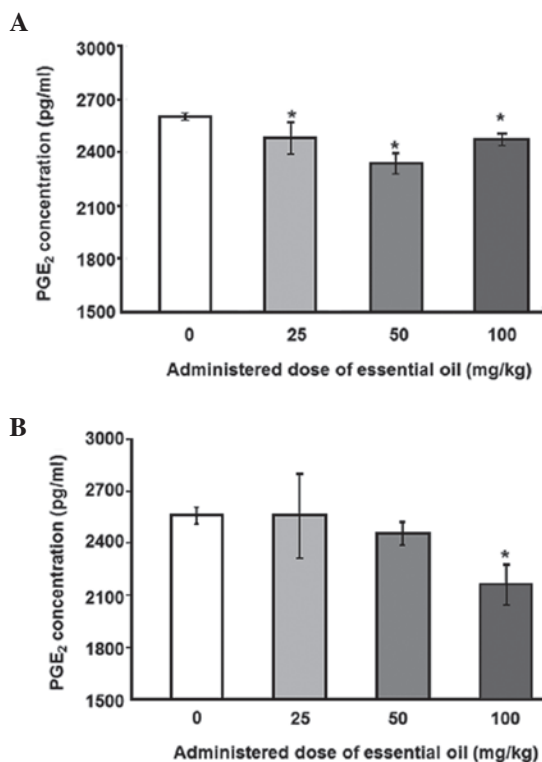 A
PGE₂ concentration (pg/ml)
3000
2700
2400
2100
1800
1500
* * *
0 25 50 100
Administered dose of essential oil (mg/kg)
B
PGE₂ concentration (pg/ml)
3000
2700
2400
2100
1800
1500
*
0 25 50 100
Administered dose of essential oil (mg/kg)